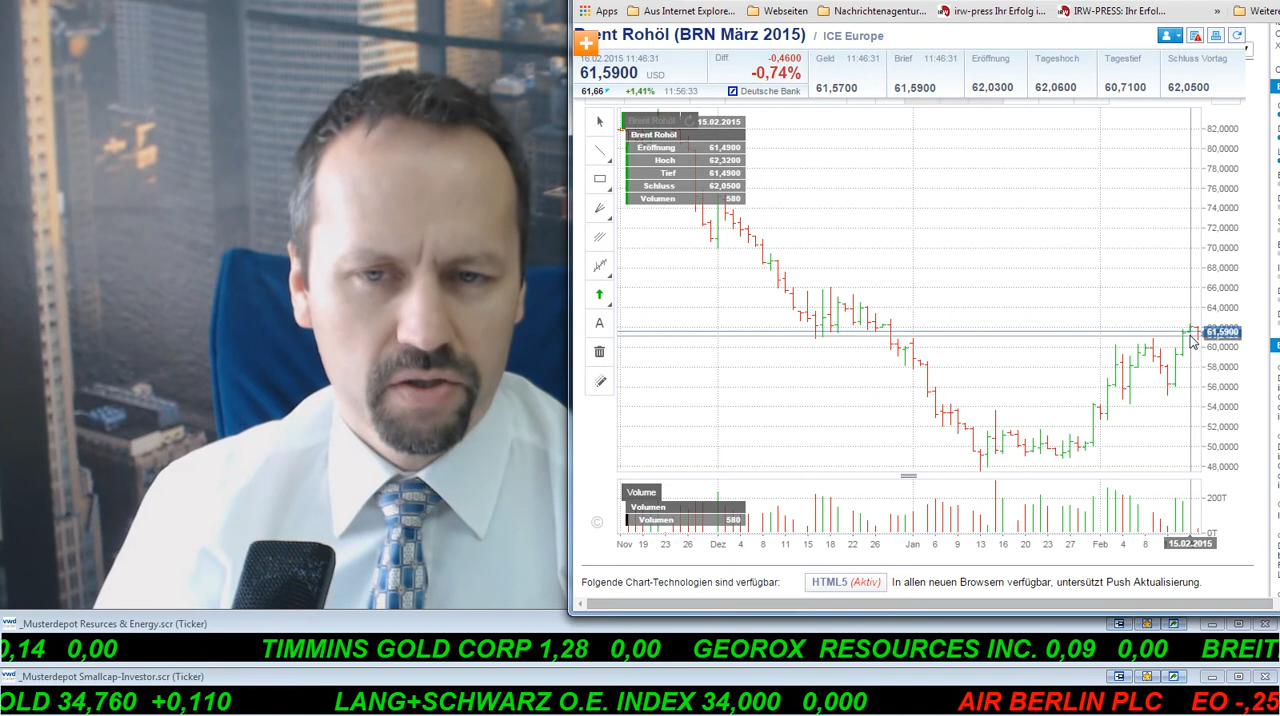 Apps Aus Internet Explore... Webseiten Nachrichtenagentur... irw-press Ihr Erfolg i... IRW-PRESS: Ihr Erfol... » Weitere
rent Rohöl (BRN März 2015) / ICE Europe
16.02.2015 11:46:31 Diff. -0,4600 Geld 11:46:31 Brief 11:46:31 Eröffnung Tageshoch Tagestief Schluss Vortag
61,5900 USD -0,74% 61,5700 61,5900 62,0300 62,0600 60,7100 62,0500
61,66 +1,41% 11:56:33 Deutsche Bank
Brent Rohöl 15.02.2015
Brent Rohöl
Eröffnung 61,4900
Hoch 62,3200
Tief 61,4900
Schluss 62,0500
Volumen 580
82,0000
80,0000
78,0000
76,0000
74,0000
72,0000
70,0000
68,0000
66,0000
64,0000
61,5900
60,0000
58,0000
56,0000
54,0000
52,0000
50,0000
48,0000
A
Volume
Volumen
Volumen 580
200T
0T
©
Nov 19 23 26 Dez 3 8 11 15 18 22 26 Jan 6 9 13 16 20 23 27 Feb 4 8 15.02.2015
Folgende Chart-Technologien sind verfügbar: HTML5 (Aktiv) In allen neuen Browsern verfügbar, untersützt Push Aktualisierung.
vwd _Musterdepot Resurces & Energy.scr (Ticker)
0,14 0,00 TIMMINS GOLD CORP 1,28 0,00 GEOROX RESOURCES INC. 0,09 0,00 BREIT
vwd _Musterdepot Smallcap-Investor.scr (Ticker)
OLD 34,760 +0,110 LANG+SCHWARZ O.E. INDEX 34,000 0,000 AIR BERLIN PLC EO -,25